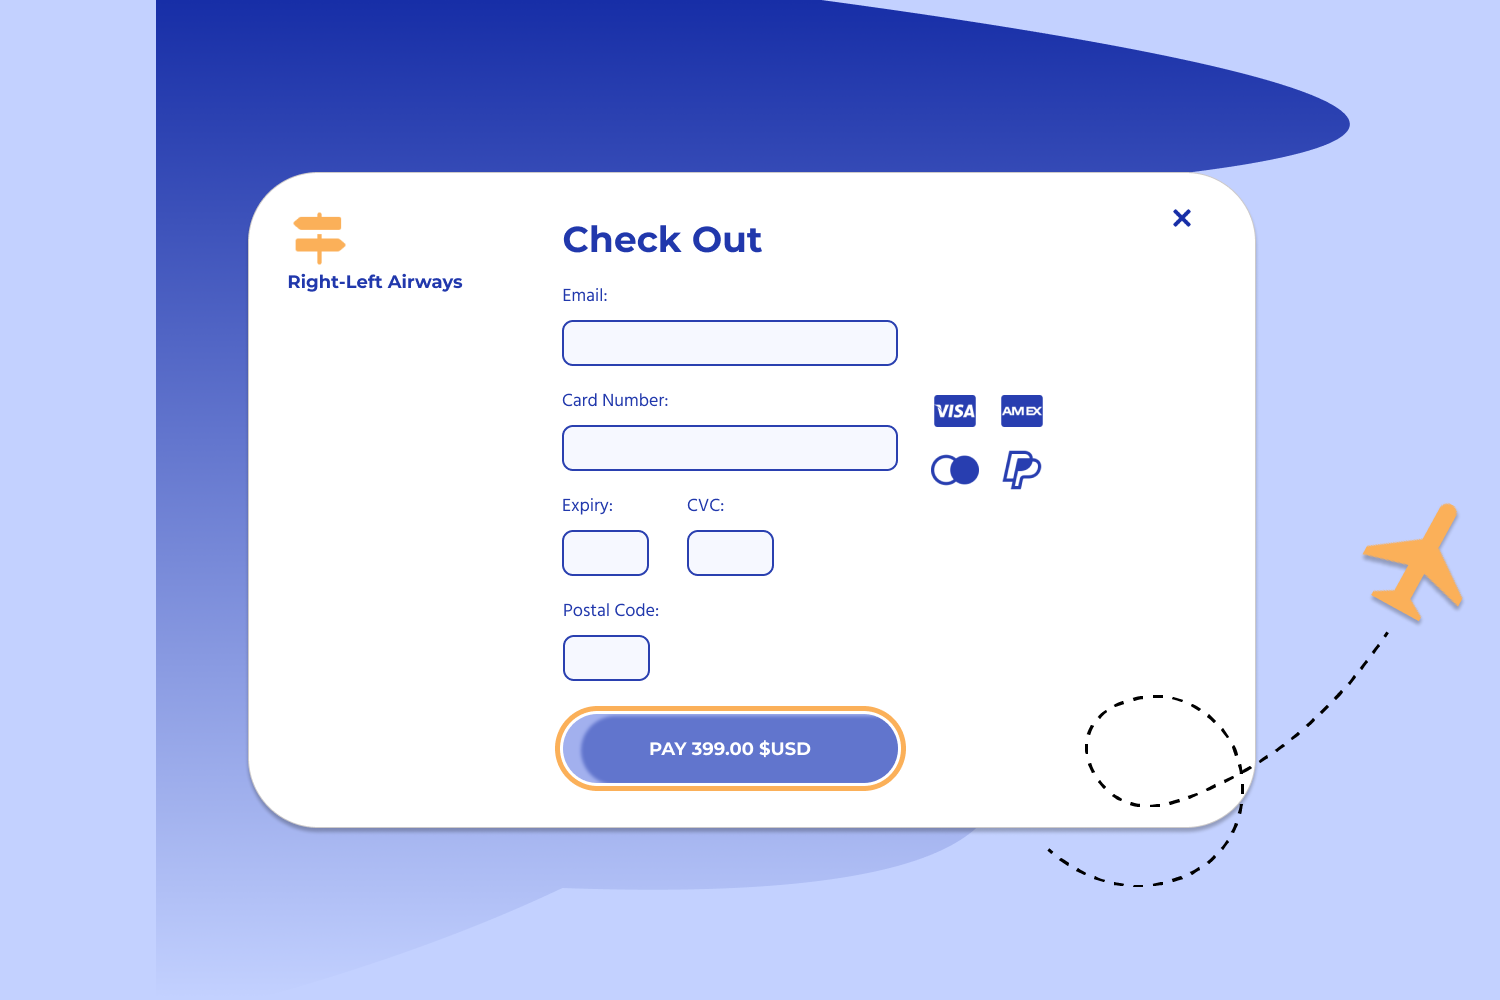 Right-Left Airways
Check Out
Email:
Card Number:
VISA
AMEX
Expiry:
CVC:
Postal Code:
PAY 399.00 $USD